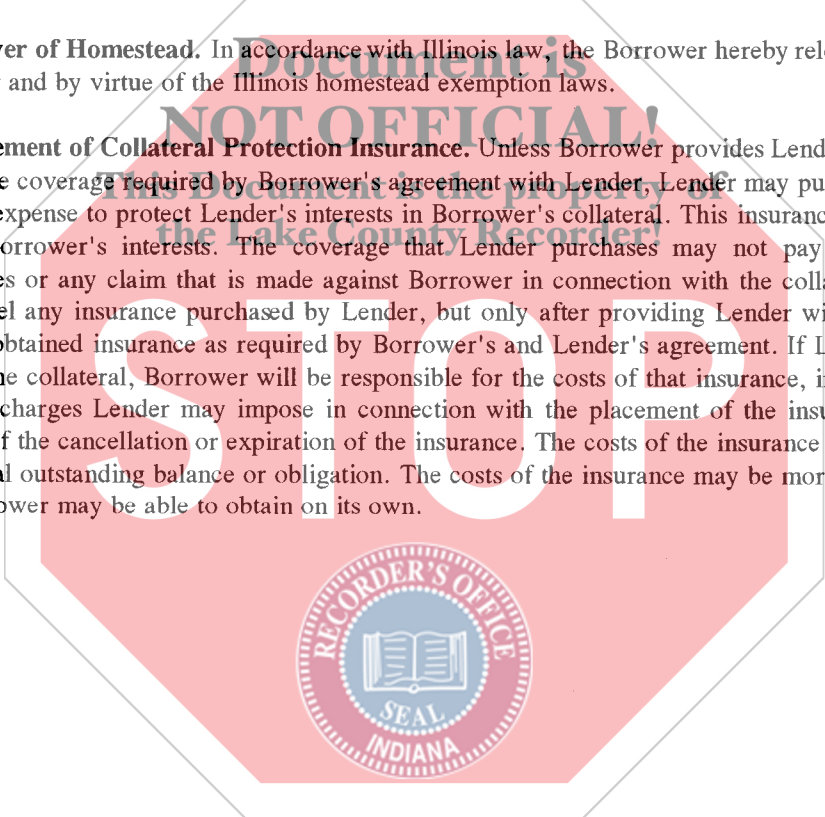 ver of Homestead. In accordance with Illinois law, the Borrower hereby rel
and by virtue of the Illinois homestead exemption laws.
ement of Collateral Protection Insurance. Unless Borrower provides Lend
e coverage required by Borrower's agreement with Lender, Lender may pu
expense to protect Lender's interests in Borrower's collateral. This insuranc
orrower's interests. The coverage that Lender purchases may not pay
es or any claim that is made against Borrower in connection with the coll
el any insurance purchased by Lender, but only after providing Lender wi
obtained insurance as required by Borrower's and Lender's agreement. If L
he collateral, Borrower will be responsible for the costs of that insurance, i
charges Lender may impose in connection with the placement of the insu
f the cancellation or expiration of the insurance. The costs of the insurance
al outstanding balance or obligation. The costs of the insurance may be mor
ower may be able to obtain on its own.
Document is
NOT OFFICIAL!
This Document is the property of
the Lake County Recorder!
STOP
RECORDER'S OFFICE
SEAL
INDIANA